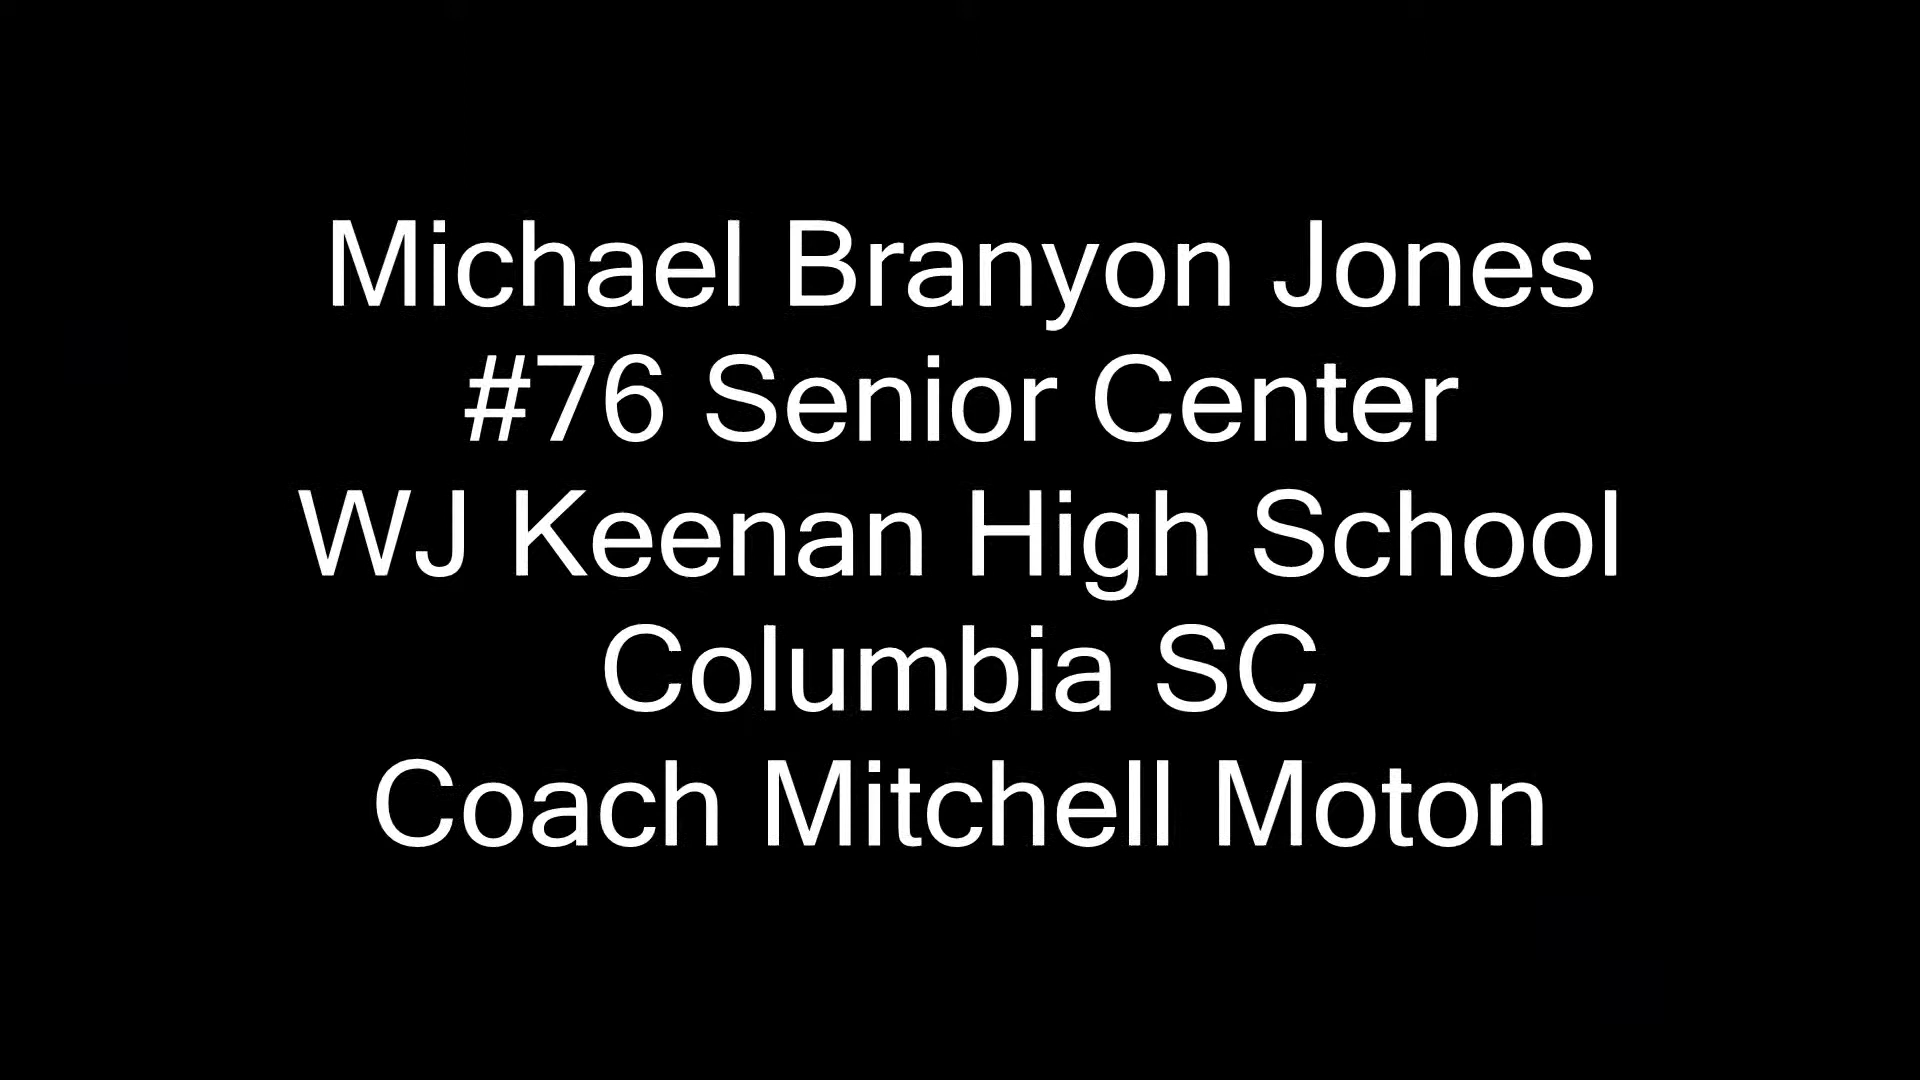 Michael Branyon Jones
#76 Senior Center
WJ Keenan High School
Columbia SC
Coach Mitchell Moton